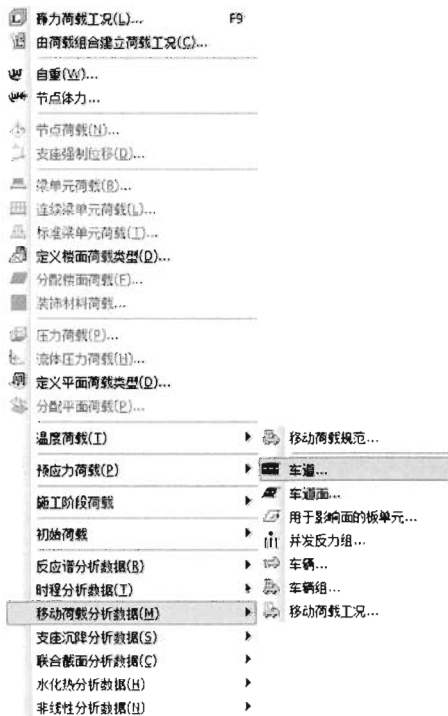 静力荷载工况(L)... F9
由荷载组合建立荷载工况(C)...
自重(W)...
节点体力...
节点荷载(N)...
支座强制位移(D)...
梁单元荷载(B)...
连续梁单元荷载(L)...
标准梁单元荷载(I)...
定义楼面荷载类型(D)...
分配楼面荷载(F)...
装饰材料荷载...
压力荷载(P)...
流体压力荷载(H)...
定义平面荷载类型(D)...
分配平面荷载(P)...
温度荷载(T)
预应力荷载(P)
施工阶段荷载
初始荷载
反应谱分析数据(R)
时程分析数据(T)
移动荷载分析数据(M)
支座沉降分析数据(S)
联合截面分析数据(C)
水化热分析数据(H)
非线性分析数据(N)
移动荷载规范...
车道...
车道面...
用于影响面的板单元...
并发反力组...
车辆...
车辆组...
移动荷载工况...